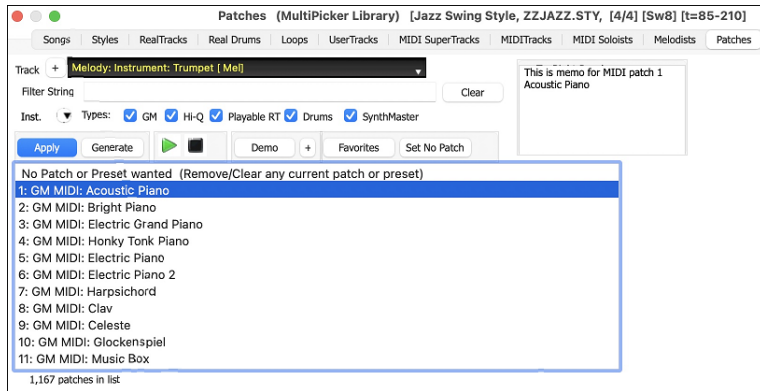 Patches (MultiPicker Library) [Jazz Swing Style, ZZJAZZ.STY, [4/4] [Sw8] [t=85-210]
Songs Styles RealTracks Real Drums Loops UserTracks MIDI SuperTracks MIDITracks MIDI Soloists Melodists Patches
Track + Melody: Instrument: Trumpet [ Mel]
This is memo for MIDI patch 1
Acoustic Piano
Filter String Clear
Inst. Types: GM Hi-Q Playable RT Drums SynthMaster
Apply Generate Demo + Favorites Set No Patch
No Patch or Preset wanted (Remove/Clear any current patch or preset)
1: GM MIDI: Acoustic Piano
2: GM MIDI: Bright Piano
3: GM MIDI: Electric Grand Piano
4: GM MIDI: Honky Tonk Piano
5: GM MIDI: Electric Piano
6: GM MIDI: Electric Piano 2
7: GM MIDI: Harpsichord
8: GM MIDI: Clav
9: GM MIDI: Celeste
10: GM MIDI: Glockenspiel
11: GM MIDI: Music Box
1,167 patches in list